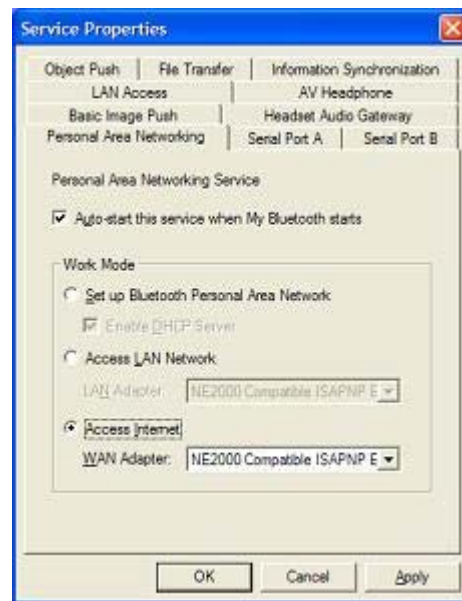 Service Properties
Object Push File Transfer Information Synchronization
LAN Access AV Headphone
Basic Image Push Headset Audio Gateway
Personal Area Networking Serial Port A Serial Port B
Personal Area Networking Service
Auto-start this service when My Bluetooth starts
Work Mode
Set up Bluetooth Personal Area Network
Enable DHCP Server
Access LAN Network
LAN Adapter: NE2000 Compatible ISAPNP E
Access Internet
WAN Adapter: NE2000 Compatible ISAPNP E
OK Cancel Apply